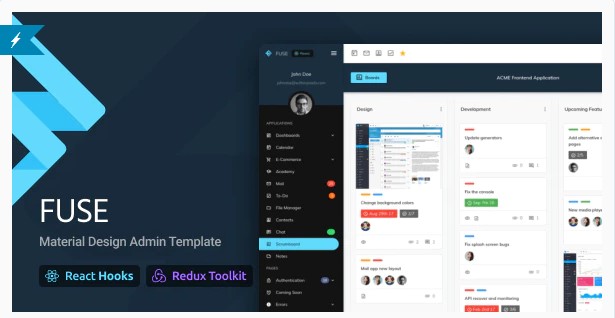 FUSE
Material Design Admin Template
React Hooks
Redux Toolkit
FUSE
React
John Doe
APPLICATIONS
Dashboards
Calendar
E-Commerce
Academy
Mail
To-Do
File Manager
Contacts
Chat
Scrumboard
Notes
PAGES
Authentication
Coming Soon
Errors
Boards
ACME Frontend Application
Design
Change background colors
Mail app new layout
Development
Update generators
Fix the console
Fix splash screen bugs
API recover and monitoring
Upcoming Featu
Add alternative
pages
New media playe